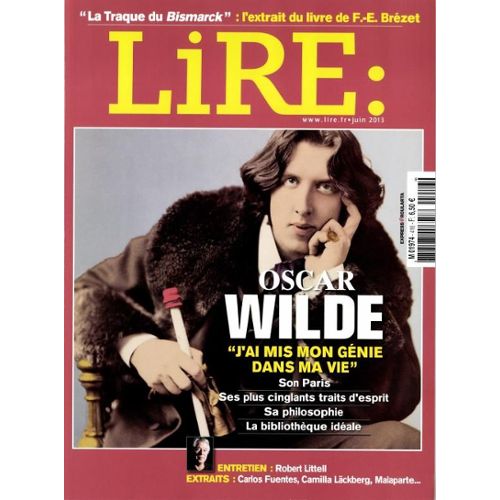 "La Traque du Bismarck" : l'extrait du livre de F.-E. Brézet
LiRE:
www.lire.fr•juin 2013
OSCAR
WILDE
"J'AI MIS MON GÉNIE
DANS MA VIE"
Son Paris
Ses plus cinglants traits d'esprit
Sa philosophie
La bibliothèque idéale
ENTRETIEN : Robert Littell
EXTRAITS : Carlos Fuentes, Camilla Läckberg, Malaparte...
EXPRESS ROULARTA